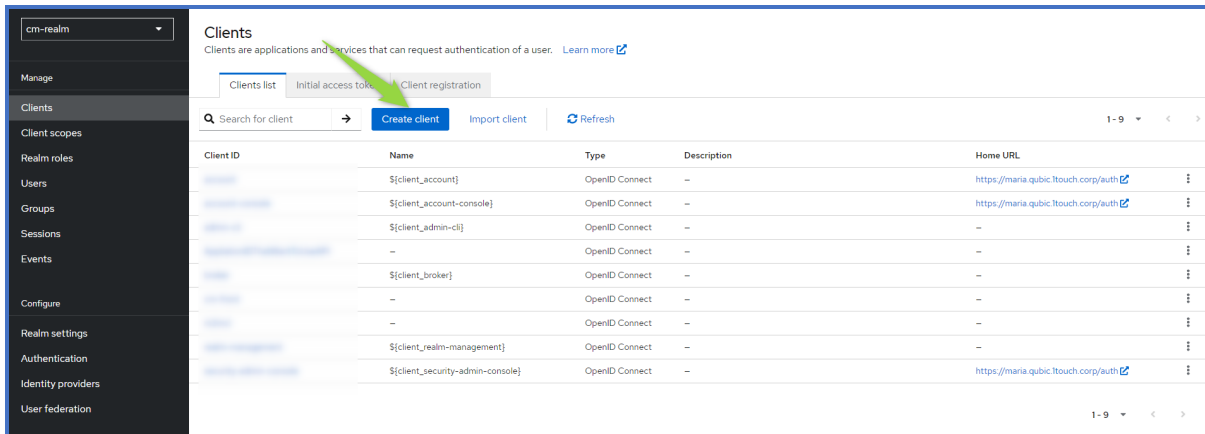 cm-realm
Manage
Clients
Client scopes
Realm roles
Users
Groups
Sessions
Events
Configure
Realm settings
Authentication
Identity providers
User federation
Clients
Clients are applications and services that can request authentication of a user. Learn more
Clients list Initial access Client registration
Search for client Create client Import client Refresh 1-9
Client ID Name Type Description Home URL
${client_account} OpenID Connect – https://maria.qubic.1touch.corp/auth
${client_account-console} OpenID Connect – https://maria.qubic.1touch.corp/auth
${client_admin-cli} OpenID Connect – –
– OpenID Connect – –
${client_broker} OpenID Connect – –
– OpenID Connect – –
– OpenID Connect – –
${client_realm-management} OpenID Connect – –
${client_security-admin-console} OpenID Connect – https://maria.qubic.1touch.corp/auth
1-9